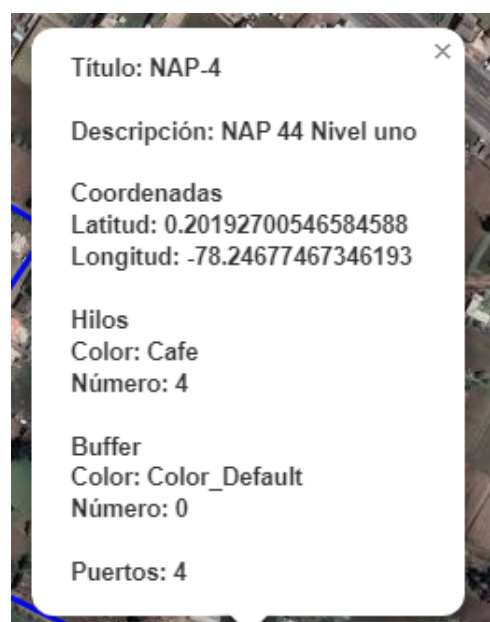 ×
Título: NAP-4
Descripción: NAP 44 Nivel uno
Coordenadas
Latitud: 0.20192700546584588
Longitud: -78.24677467346193
Hilos
Color: Cafe
Número: 4
Buffer
Color: Color_Default
Número: 0
Puertos: 4